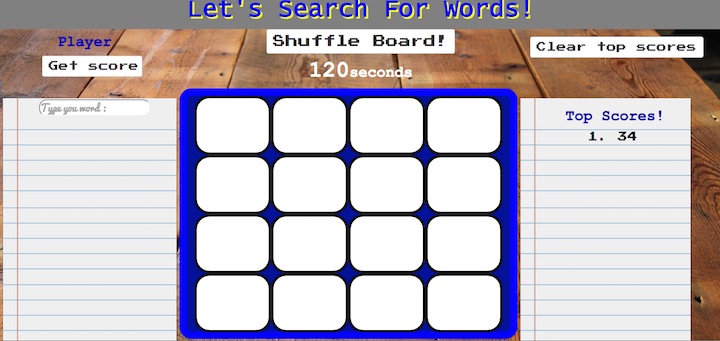 Let's Search For Words!
Player
Shuffle Board!
Clear top scores
Get score
120seconds
Type you word :
Top Scores!
1. 34